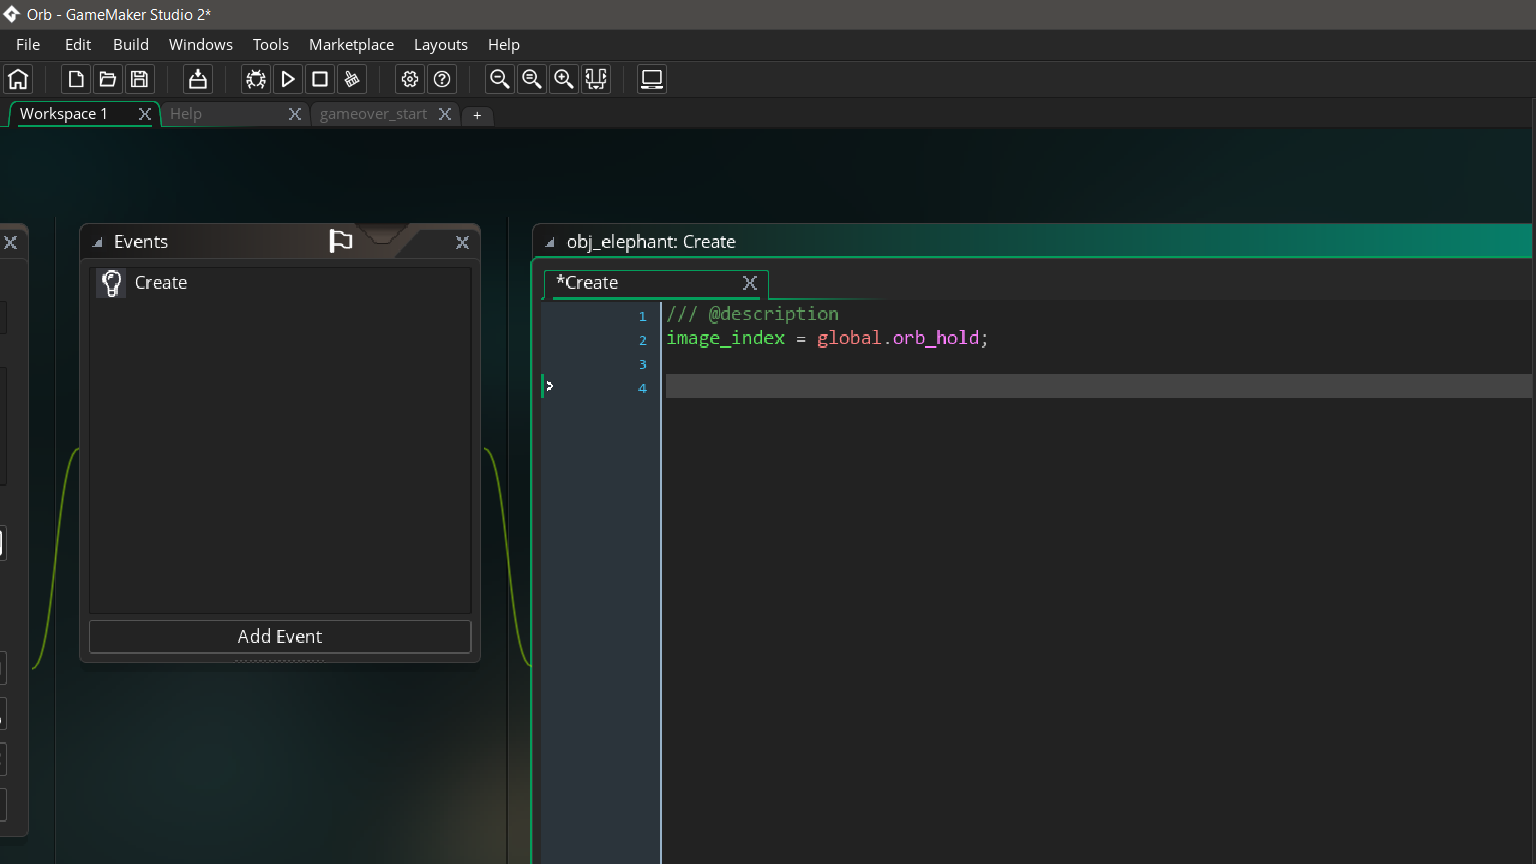 Orb - GameMaker Studio 2*
File Edit Build Windows Tools Marketplace Layouts Help
Workspace 1 Help gameover_start +
Events
Create
Add Event
obj_elephant: Create
*Create
1 /// @description
2 image_index = global.orb_hold;
3
4